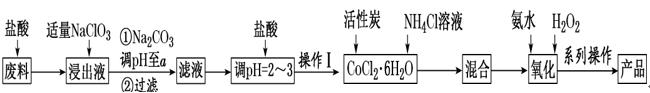 盐酸 适量NaClO₃ ①Na₂CO₃ 盐酸 活性炭 NH₄Cl溶液 氨水 H₂O₂
调pH至a
废料 浸出液 滤液 调pH=2~3 操作Ⅰ CoCl₂·6H₂O 混合 氧化 系列操作 产品
②过滤